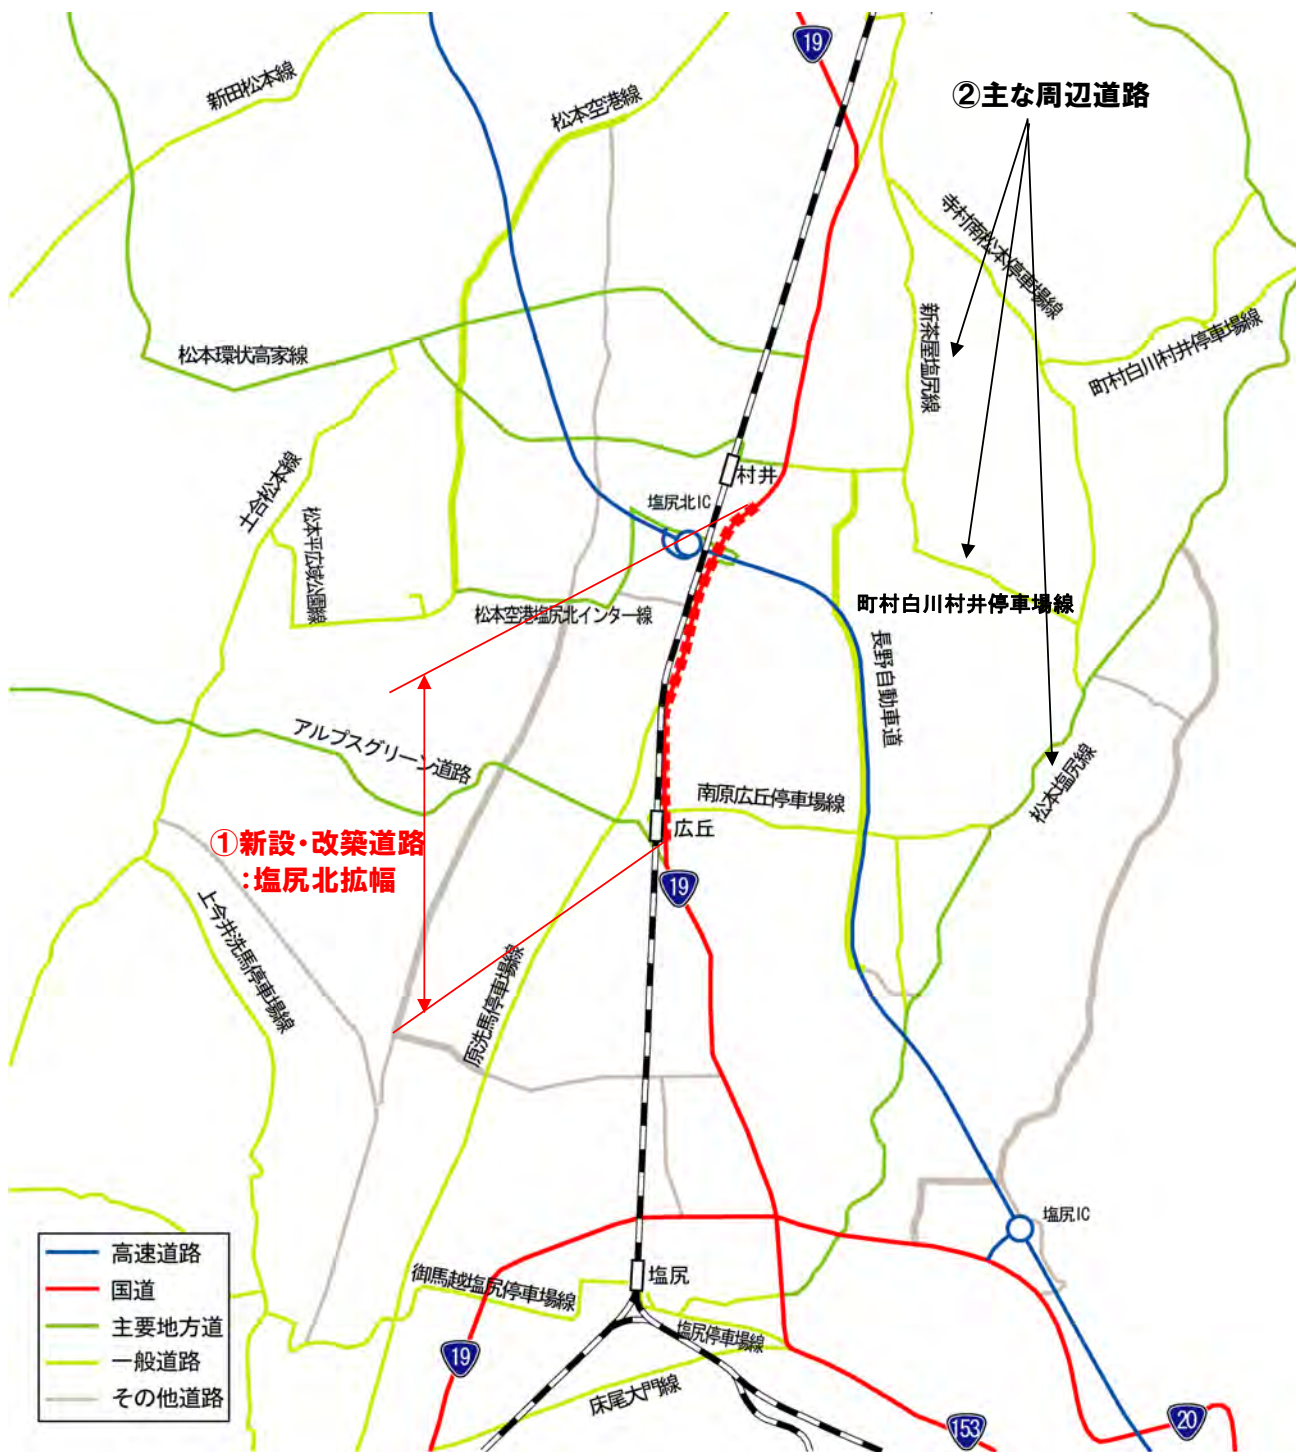 19
②主な周辺道路
新田松本線
松本空港線
寺村南松本停車場線
新茶屋塩尻線
町村白川村井停車場線
松本環状高家線
村井
塩尻北IC
土合松本線
松本平広域公園線
松本空港塩尻北インター線
町村白川村井停車場線
長野自動車道
アルプスグリーン道路
松本塩尻線
南原広丘停車場線
広丘
①新設・改築道路
:塩尻北拡幅
19
上今井洗馬停車場線
原洗馬停車場線
塩尻IC
塩尻
御馬越塩尻停車場線
塩尻停車場線
床尾大門線
19
153
20
高速道路
国道
主要地方道
一般道路
その他道路